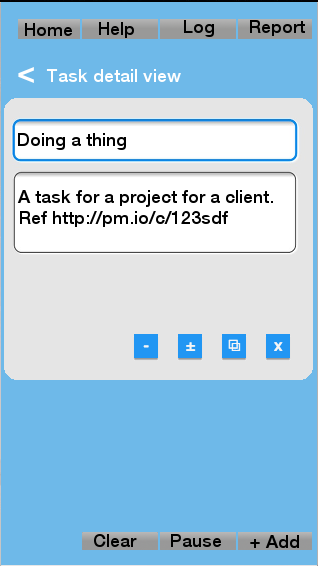 Home Help Log Report
< Task detail view
Doing a thing
A task for a project for a client.
Ref http://pm.io/c/123sdf
- ± x
Clear Pause + Add